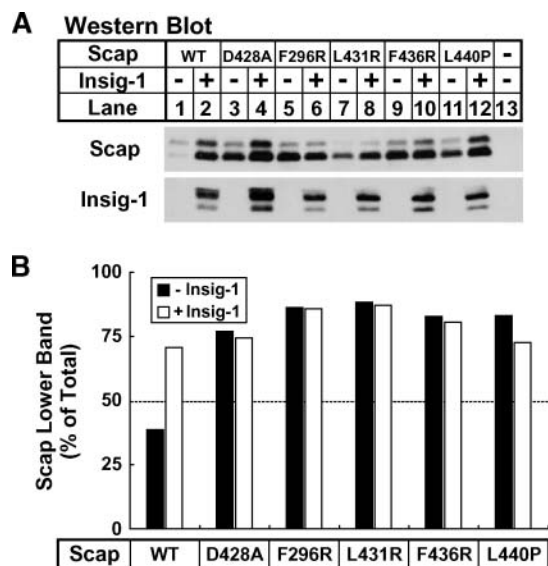 A Western Blot
Scap WT D428A F296R L431R F436R L440P -
Insig-1 - + - + - + - + - + - +
Lane 1 2 3 4 5 6 7 8 9 10 11 12 13
Scap
Insig-1
B
100
75
50
25
0
Scap Lower Band
(% of Total)
- Insig-1
+ Insig-1
Scap WT D428A F296R L431R F436R L440P